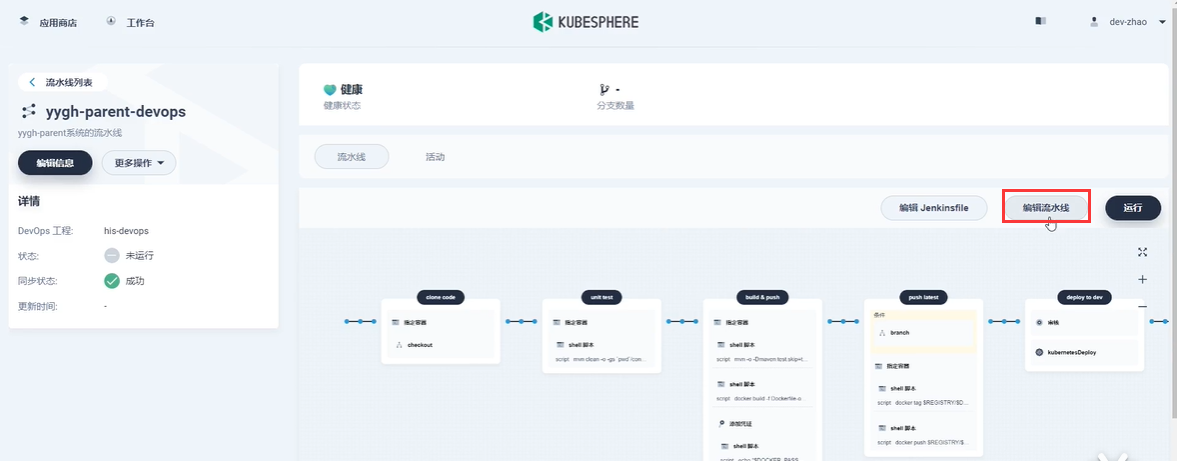 应用商店 工作台 KUBESPHERE dev-zhao
流水线列表
yygh-parent-devops
yygh-parent系统的流水线
编辑信息 更多操作
详情
DevOps 工程: his-devops
状态: 未运行
同步状态: 成功
更新时间: -
健康 -
健康状态 分支数量
流水线 活动
编辑 Jenkinsfile 编辑流水线 运行
clone code
指定容器
checkout
unit test
指定容器
shell 脚本
script mvn clean -o -gs `pwd`/con...
build & push
指定容器
shell 脚本
script mvn -o -Dmaven.test.skip=t...
shell 脚本
script docker build -f Dockerfile-o...
添加凭证
shell 脚本
script echo "$DOCKER_PASS...
push latest
条件
branch
指定容器
shell 脚本
script docker tag $REGISTRY/$D...
shell 脚本
script docker push $REGISTRY/$...
deploy to dev
审核
kubernetesDeploy